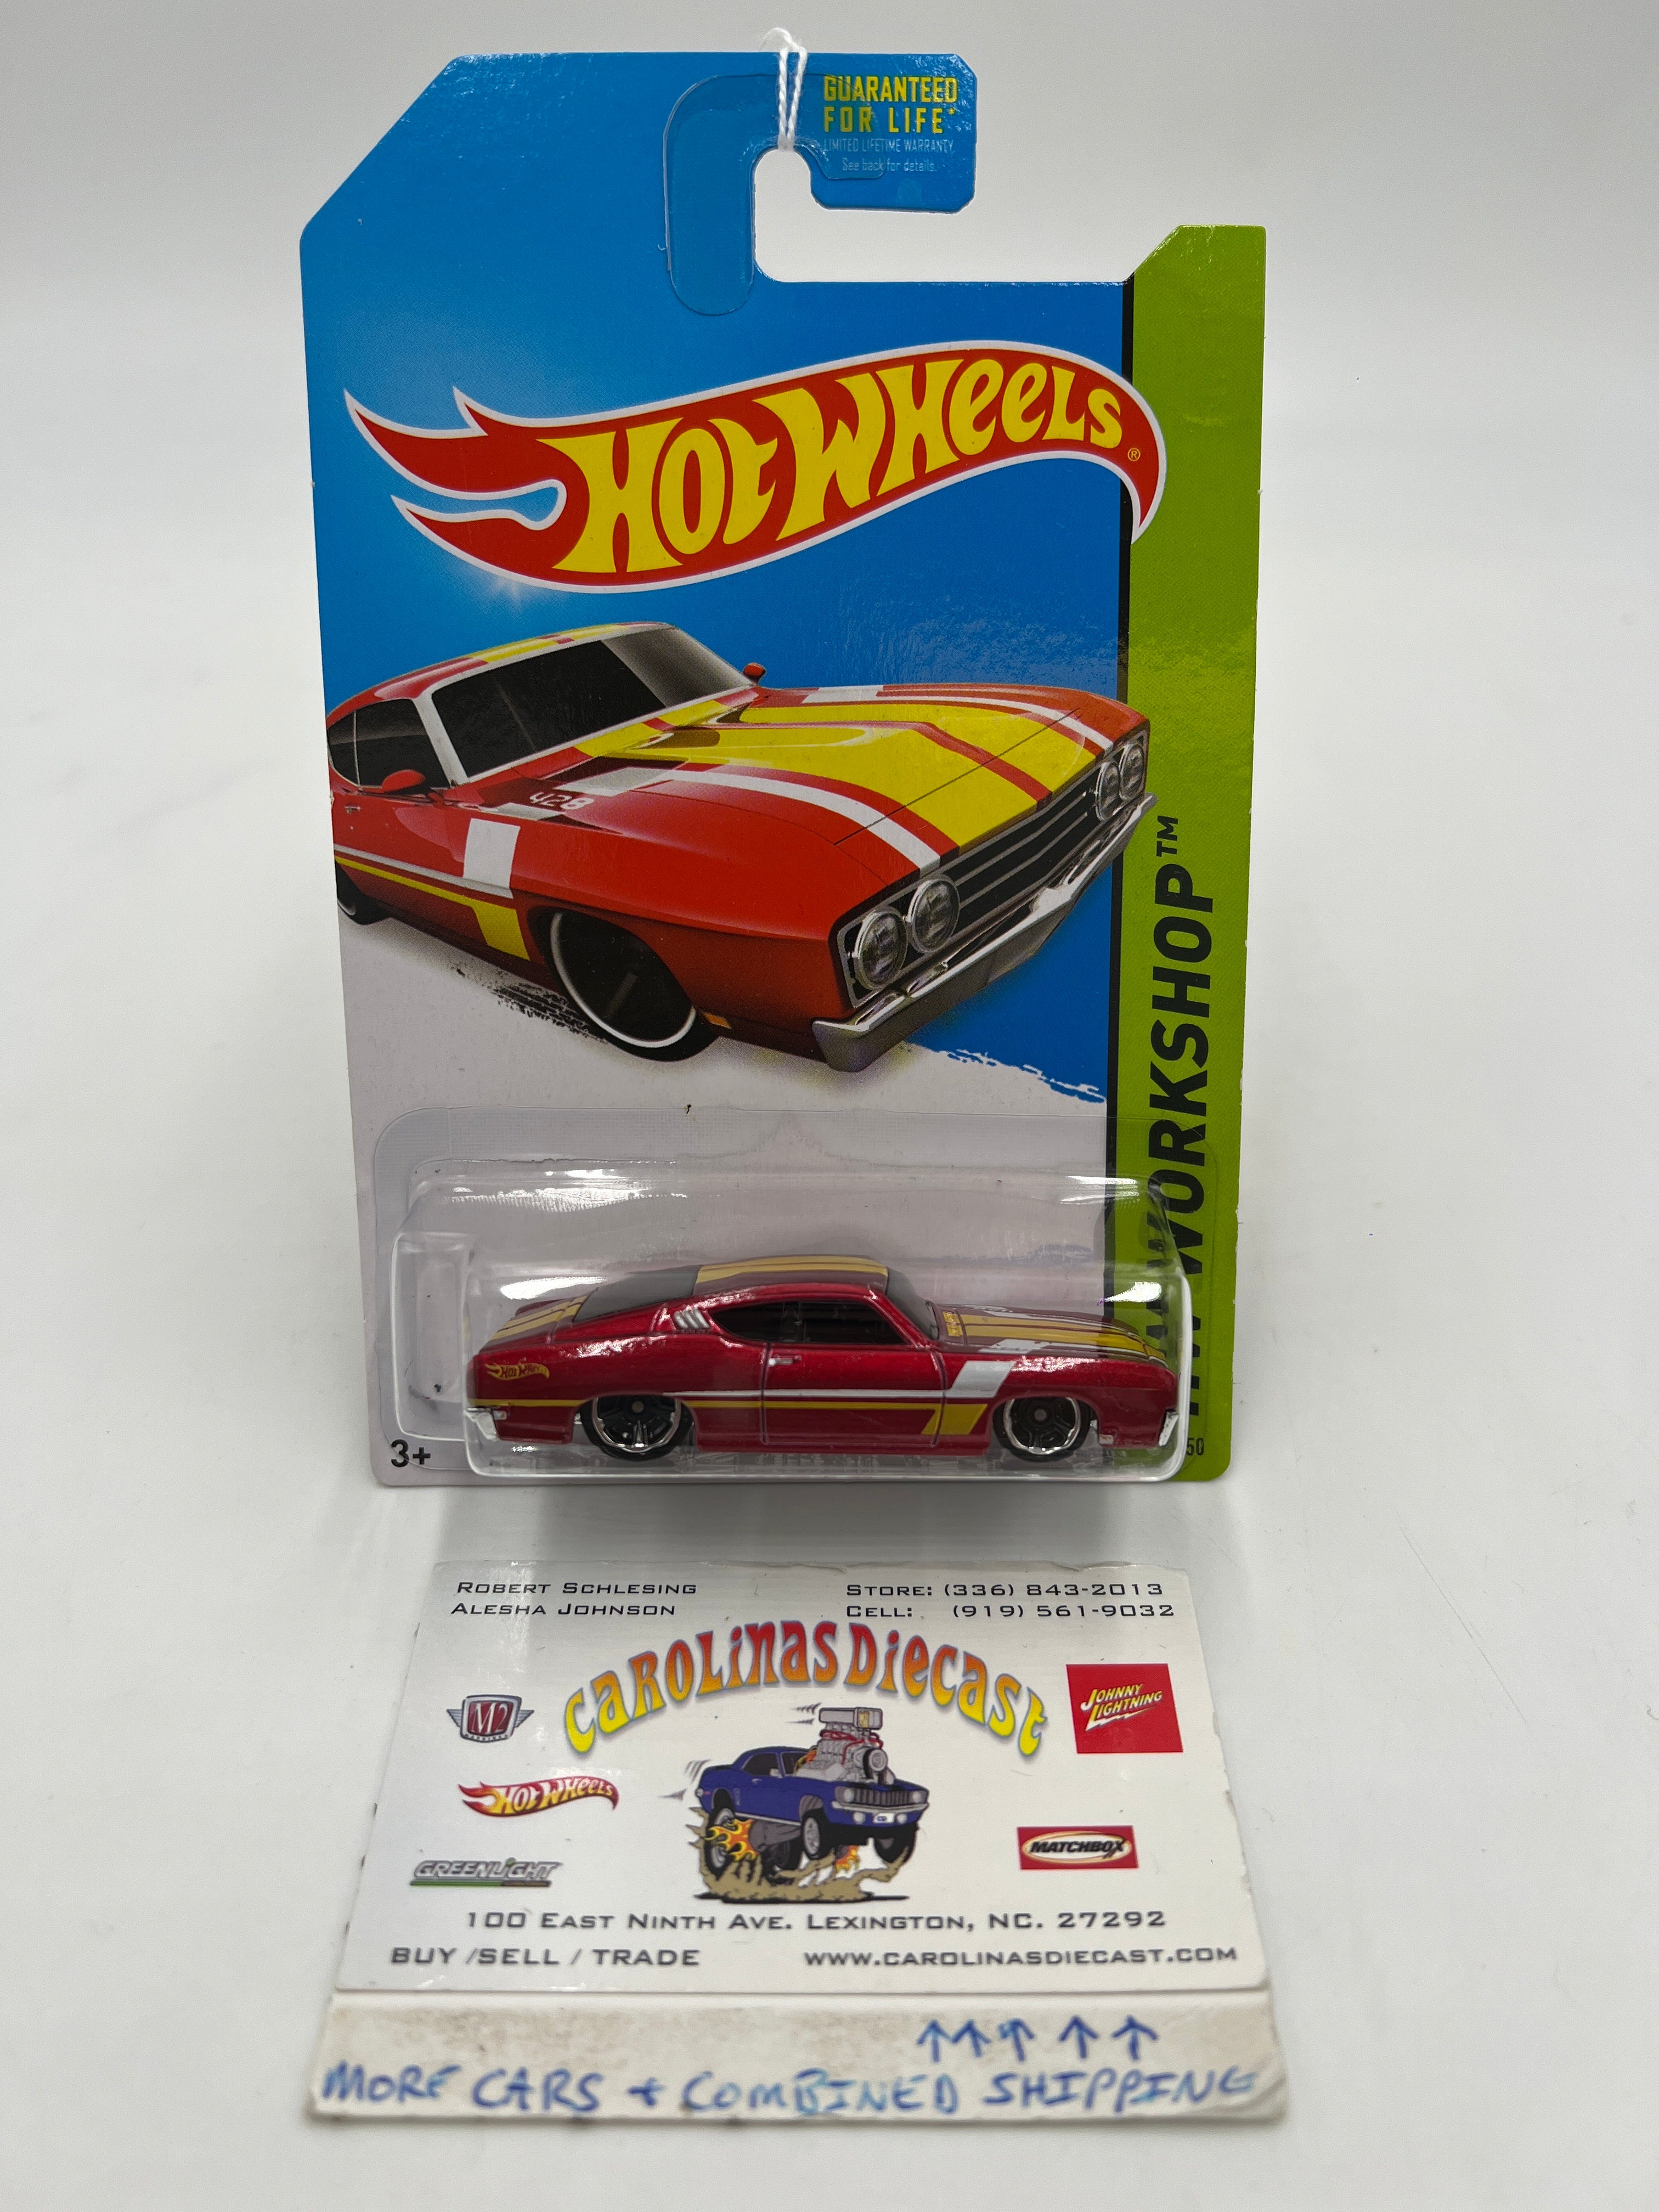 GUARANTEED
FOR LIFE*
LIMITED LIFETIME WARRANTY.
See back for details.
HOT WHEELS®
428
HW WORKSHOP™
HOT WHEELS
3+
50
ROBERT SCHLESING
ALESHA JOHNSON
STORE: (336) 843-2013
CELL: (919) 561-9032
CAROLINAS DIECAST
M2
JOHNNY
LIGHTNING
HOT WHEELS
MATCHBOX
GREENLIGHT
100 EAST NINTH AVE. LEXINGTON, NC. 27292
BUY /SELL / TRADE
WWW.CAROLINASDIECAST.COM
↑↑↑↑↑
MORE CARS + COMBINED SHIPPING